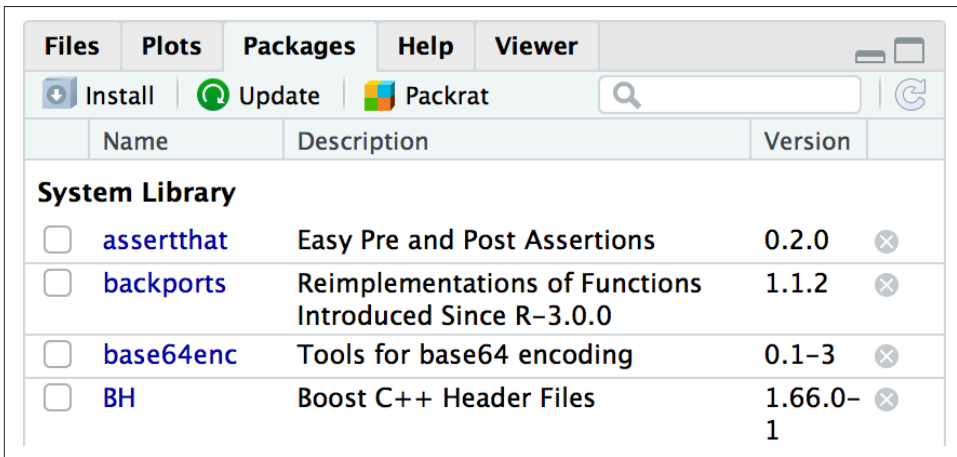 Files Plots Packages Help Viewer
Install Update Packrat
Name Description Version
System Library
assertthat Easy Pre and Post Assertions 0.2.0
backports Reimplementations of Functions 1.1.2
Introduced Since R-3.0.0
base64enc Tools for base64 encoding 0.1-3
BH Boost C++ Header Files 1.66.0-
1